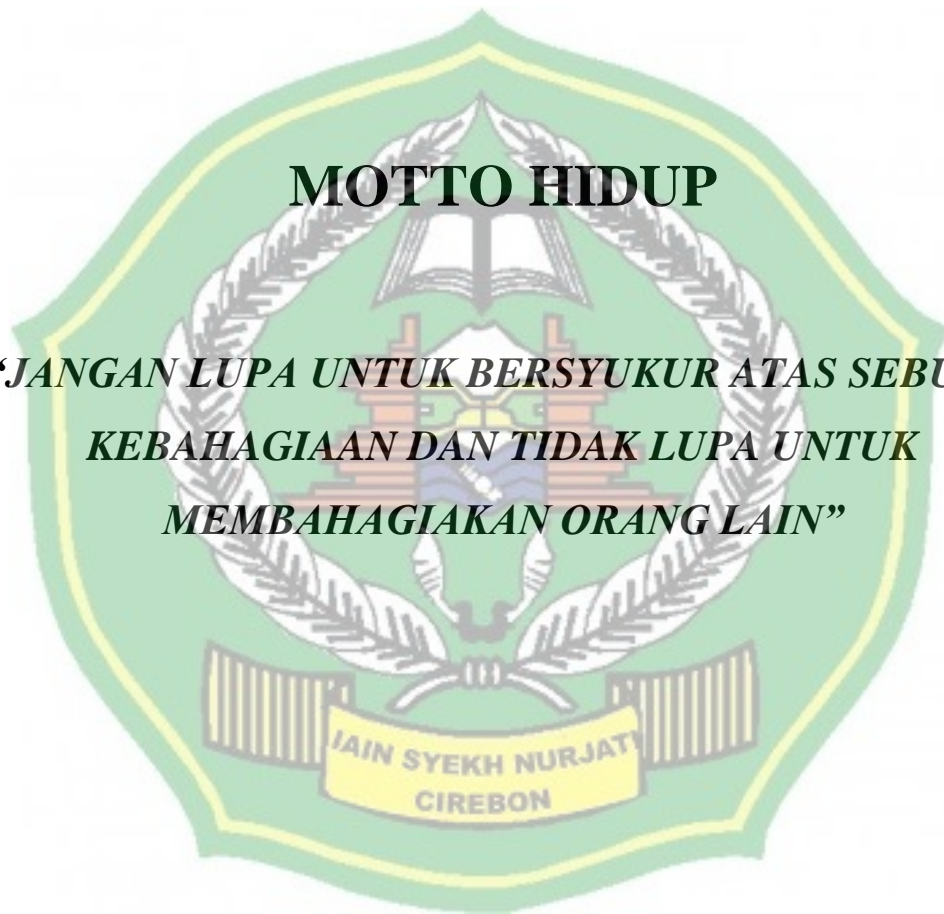 MOTTO HIDUP
“JANGAN LUPA UNTUK BERSYUKUR ATAS
KEBAHAGIAAN DAN TIDAK LUPA UNTUK
MEMBAHAGIAKAN ORANG LAIN”
IAIN SYEKH NURJATI
CIREBON